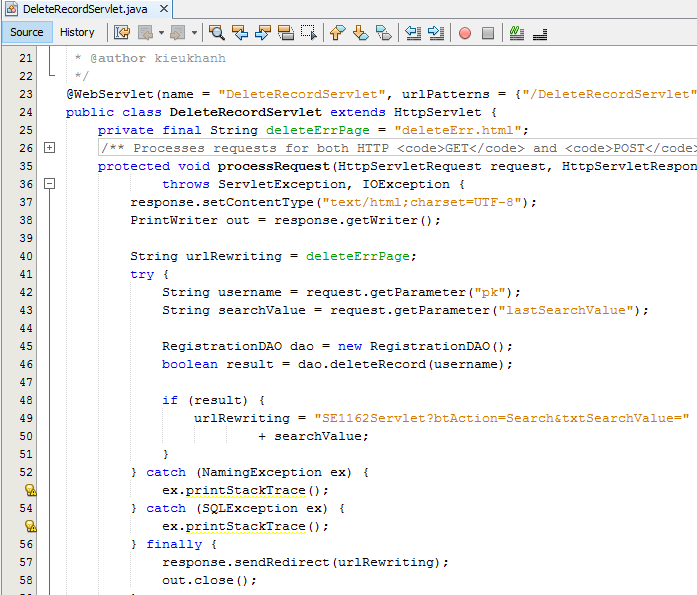 DeleteRecordServlet.java
Source History
21 * @author kieukhanh
22 */
23 @WebServlet(name = "DeleteRecordServlet", urlPatterns = {"/DeleteRecordServlet"
24 public class DeleteRecordServlet extends HttpServlet {
25 private final String deleteErrPage = "deleteErr.html";
26 /** Processes requests for both HTTP <code>GET</code> and <code>POST</code>
35 protected void processRequest(HttpServletRequest request, HttpServletRespon
36 throws ServletException, IOException {
37 response.setContentType("text/html;charset=UTF-8");
38 PrintWriter out = response.getWriter();
39
40 String urlRewriting = deleteErrPage;
41 try {
42 String username = request.getParameter("pk");
43 String searchValue = request.getParameter("lastSearchValue");
44
45 RegistrationDAO dao = new RegistrationDAO();
46 boolean result = dao.deleteRecord(username);
47
48 if (result) {
49 urlRewriting = "SE1162Servlet?btAction=Search&txtSearchValue="
50 + searchValue;
51 }
52 } catch (NamingException ex) {
ex.printStackTrace();
54 } catch (SQLException ex) {
ex.printStackTrace();
56 } finally {
57 response.sendRedirect(urlRewriting);
58 out.close();